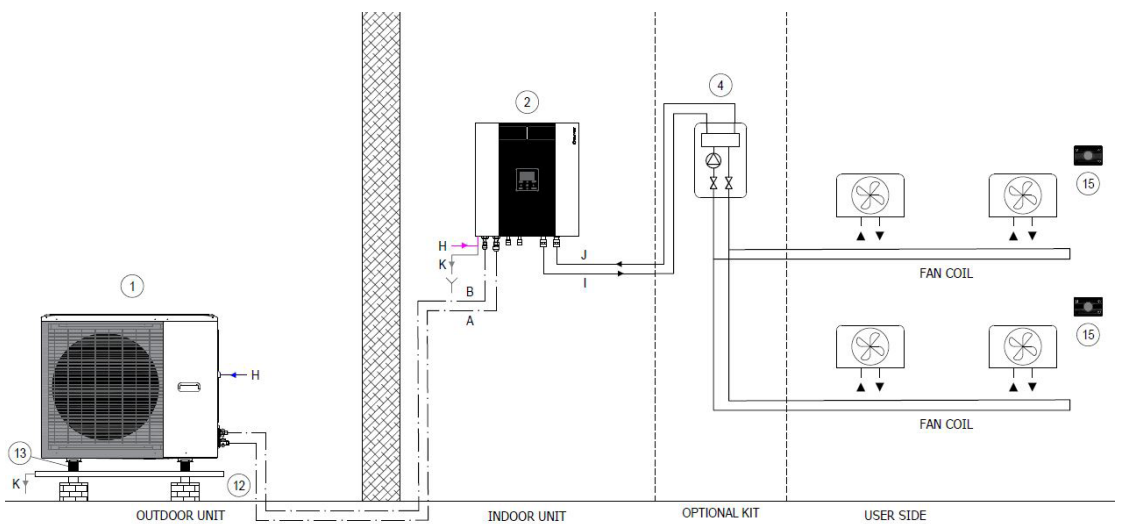 4
2
15
H
J
K
I
FAN COIL
B
1
A
15
H
FAN COIL
13
K
12
OUTDOOR UNIT
INDOOR UNIT
OPTIONAL KIT
USER SIDE